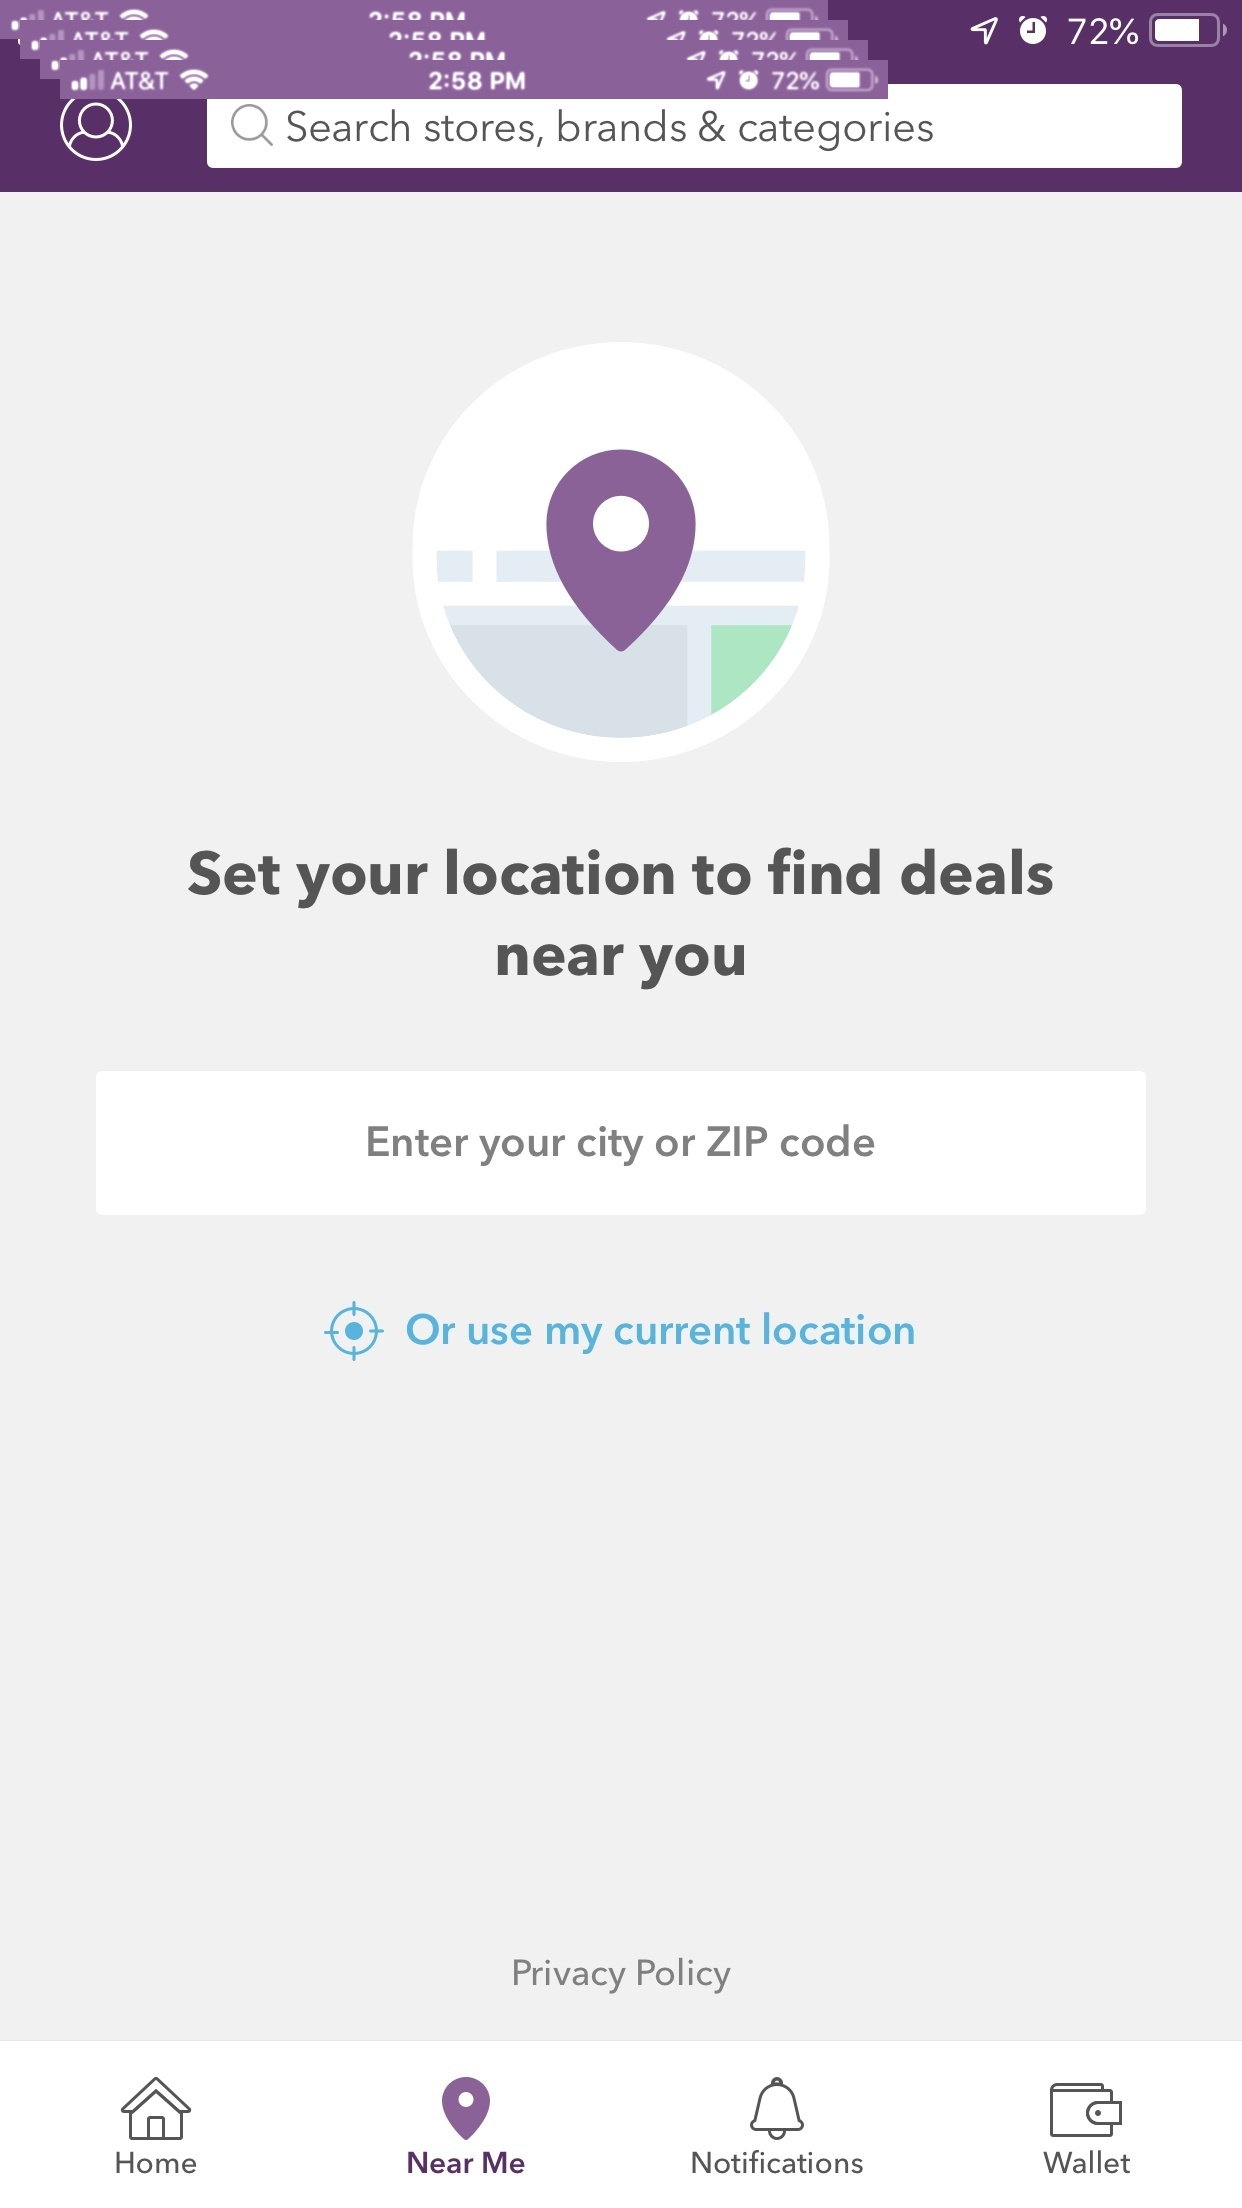 72%
AT&T 2:58 PM 72%
Search stores, brands & categories
Set your location to find deals
near you
Enter your city or ZIP code
Or use my current location
Privacy Policy
Home Near Me Notifications Wallet